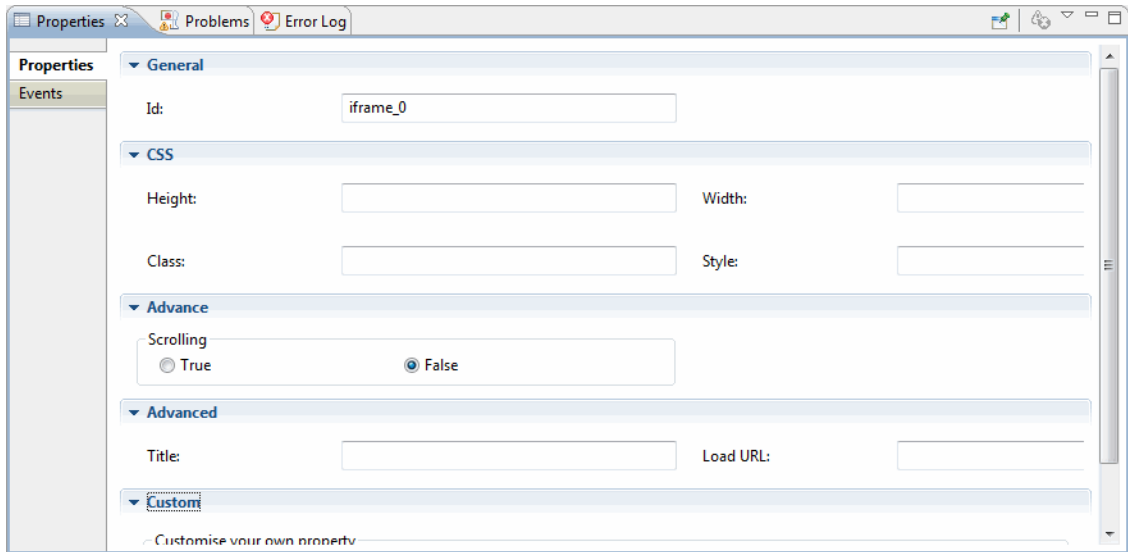 Properties Problems Error Log
Properties
Events
General
Id: iframe_0
CSS
Height: Width:
Class: Style:
Advance
Scrolling
True False
Advanced
Title: Load URL:
Custom
Customise your own property